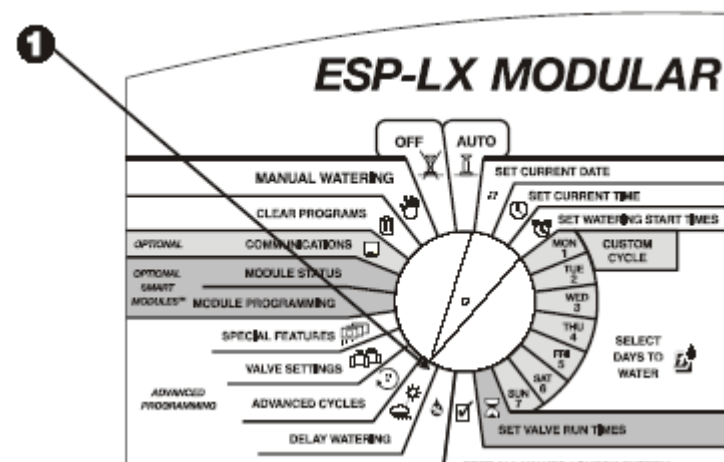 1
ESP-LX MODULAR
OFF
AUTO
MANUAL WATERING
CLEAR PROGRAMS
OPTIONAL
COMMUNICATIONS
OPTIONAL
SMART
MODULES™
MODULE STATUS
MODULE PROGRAMMING
SPECIAL FEATURES
VALVE SETTINGS
ADVANCED
PROGRAMMING
ADVANCED CYCLES
DELAY WATERING
SET CURRENT DATE
SET CURRENT TIME
SET WATERING START TIMES
CUSTOM
CYCLE
MON
1
TUE
2
WED
3
THU
4
FRI
5
SAT
6
SUN
7
SELECT
DAYS TO
WATER
SET VALVE RUN TIMES